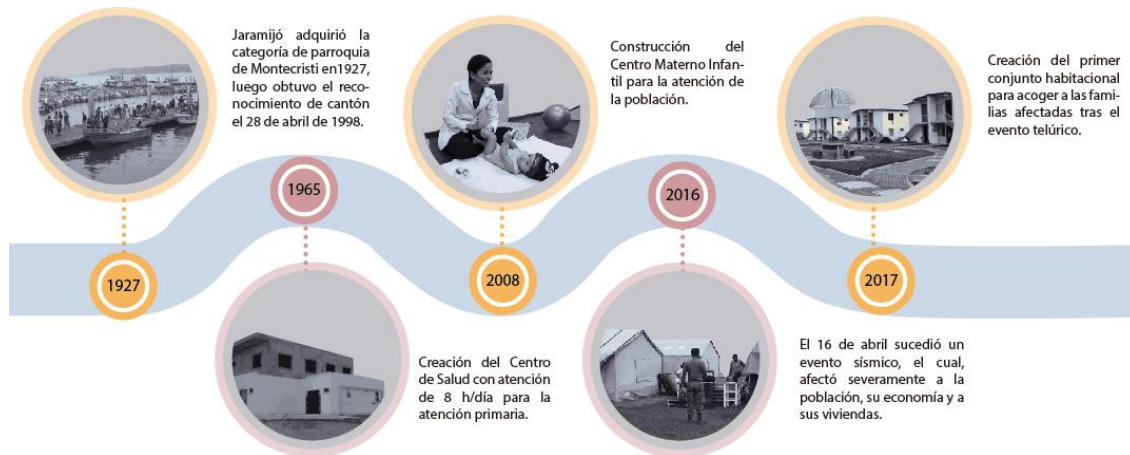 Jaramijó adquirió la
categoría de parroquia
de Montecristi en1927,
luego obtuvo el reco-
nocimiento de cantón
el 28 de abril de 1998.
1927
1965
Creación del Centro
de Salud con atención
de 8 h/día para la
atención primaria.
Construcción del
Centro Materno Infan-
til para la atención de
la población.
2008
2016
El 16 de abril sucedió un
evento sísmico, el cual,
afectó severamente a la
población, su economía y a
sus viviendas.
Creación del primer
conjunto habitacional
para acoger a las fami-
lias afectadas tras el
evento telúrico.
2017